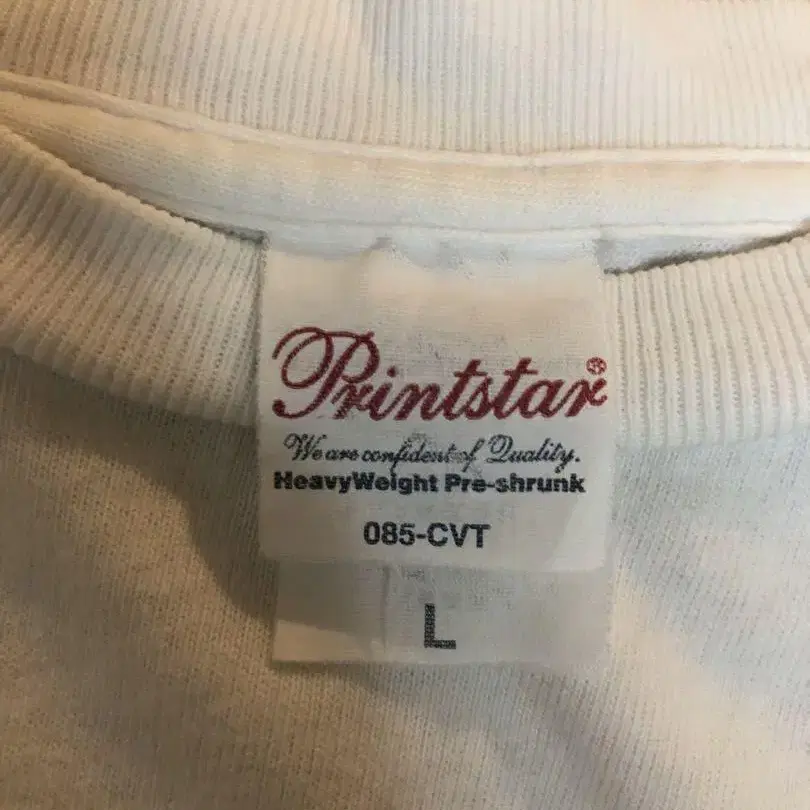 Printstar®
We are confident of Quality.
HeavyWeight Pre-shrunk
085-CVT
L